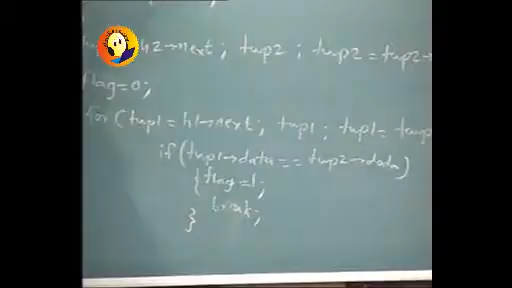 h2→next; tmp2; tmp2=tmp2→
flag=0;
for (tmp1=h1→next; tmp1; tmp1=tmp
if (tmp1→data == tmp2→data)
{flag=1;
break;
}